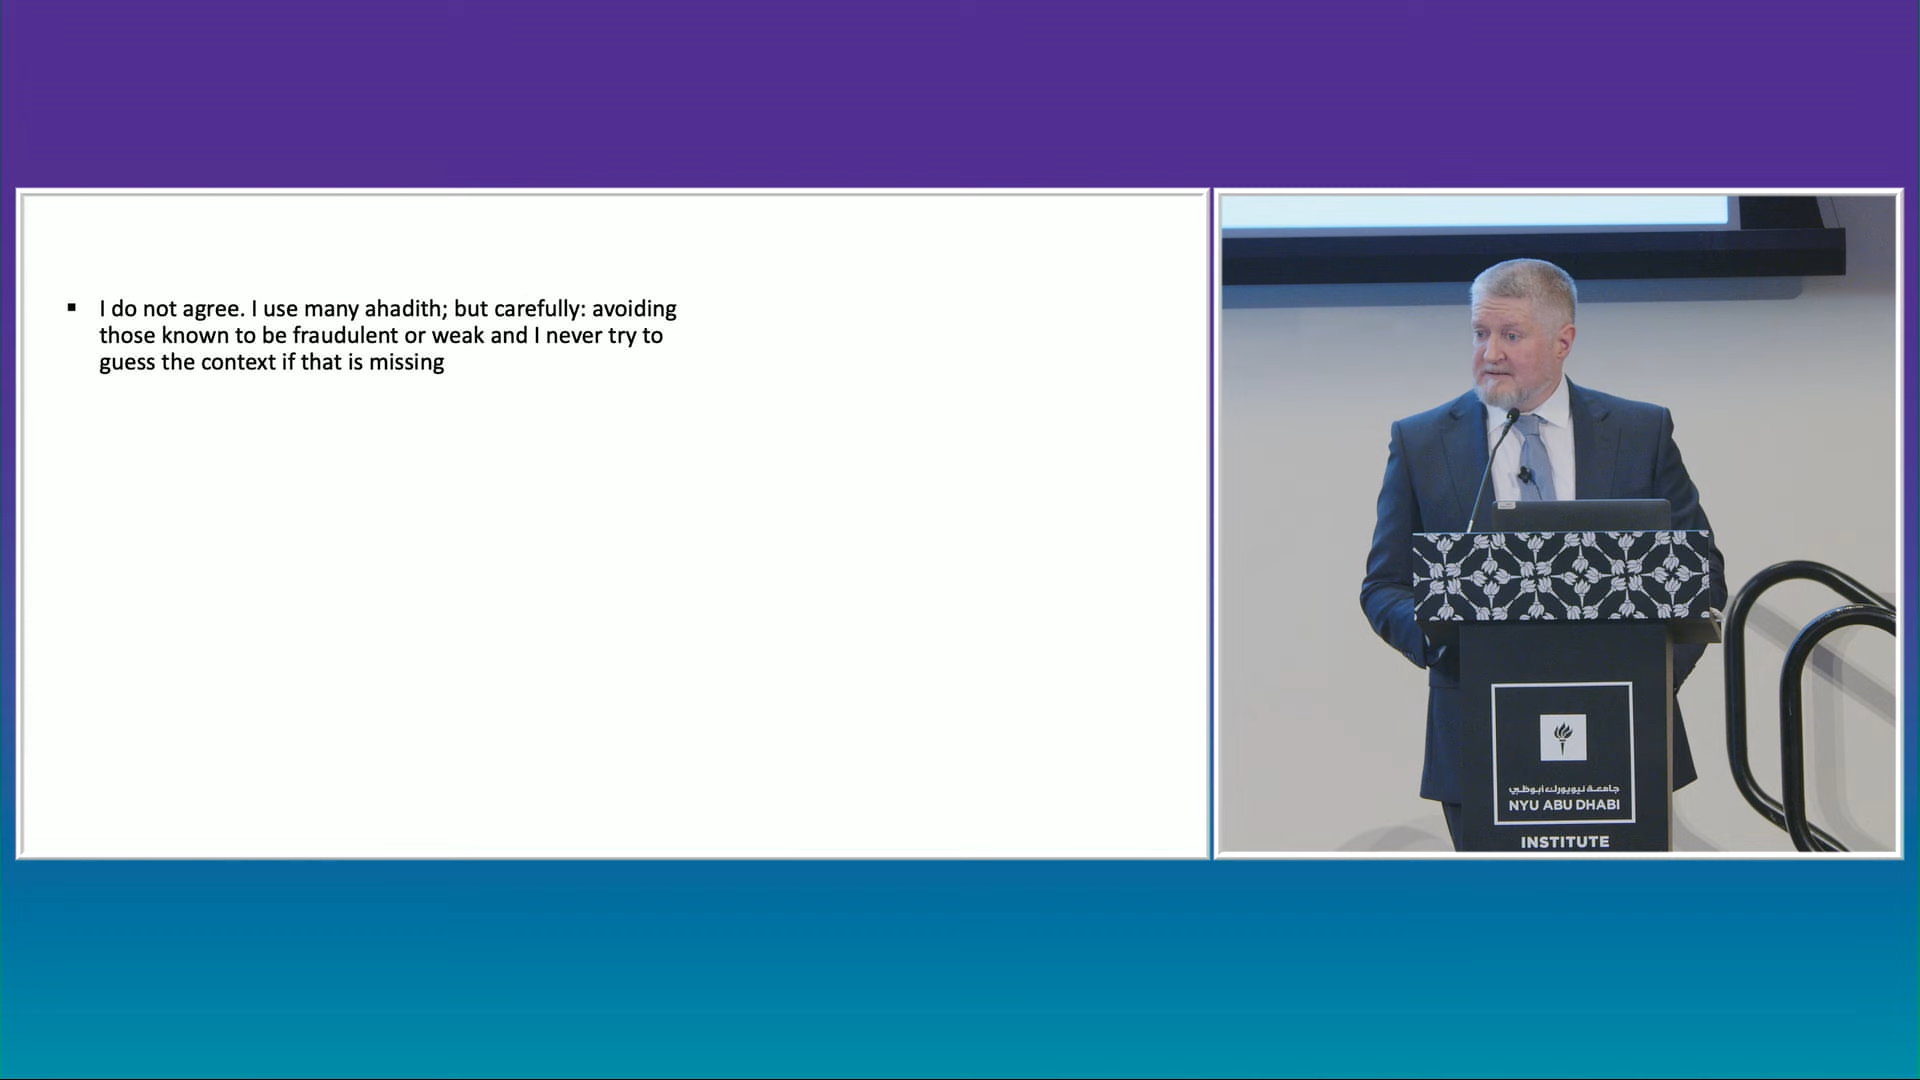 ▪ I do not agree. I use many ahadith; but carefully: avoiding
those known to be fraudulent or weak and I never try to
guess the context if that is missing
جامعة نيويورك أبوظبي
NYU ABU DHABI
INSTITUTE